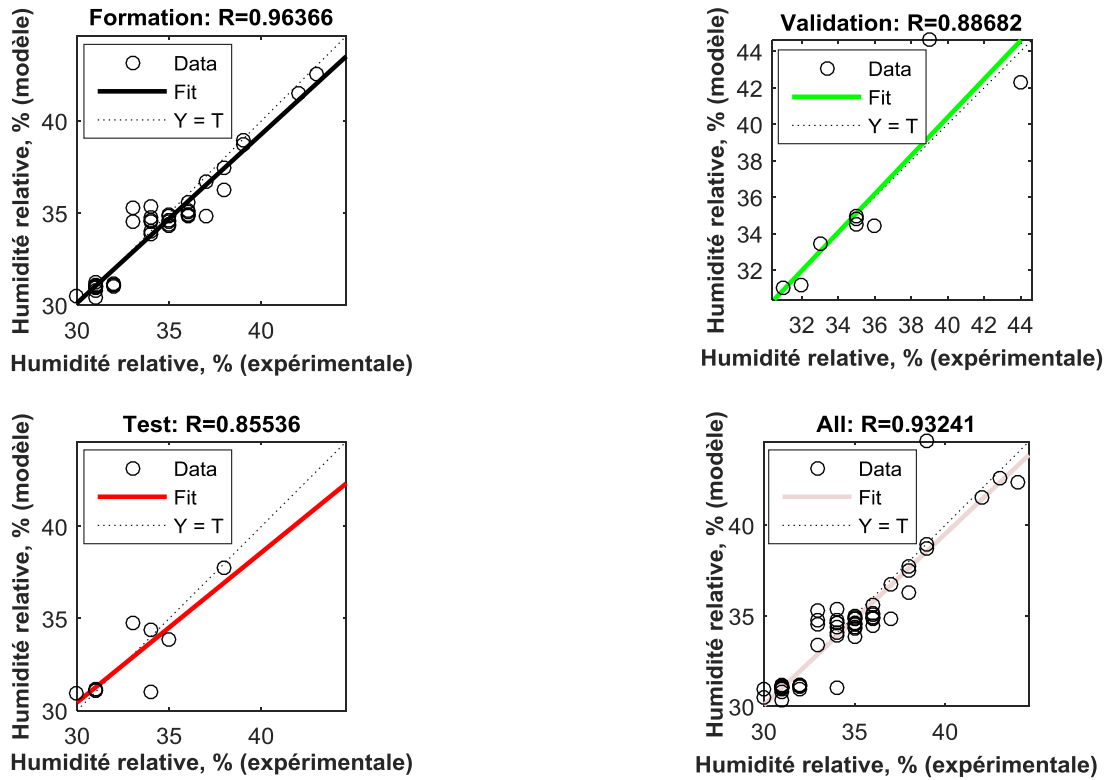 Formation: R=0.96366
Humidité relative, % (modèle)
Data
Fit
Y = T
40
35
30
30
35
40
Humidité relative, % (expérimentale)
Validation: R=0.88682
Humidité relative, % (modèle)
Data
Fit
Y = T
44
42
40
38
36
34
32
32
34
36
38
40
42
44
Humidité relative, % (expérimentale)
Test: R=0.85536
Humidité relative, % (modèle)
Data
Fit
Y = T
40
35
30
30
35
40
Humidité relative, % (expérimentale)
All: R=0.93241
Humidité relative, % (modèle)
Data
Fit
Y = T
40
35
30
30
35
40
Humidité relative, % (expérimentale)